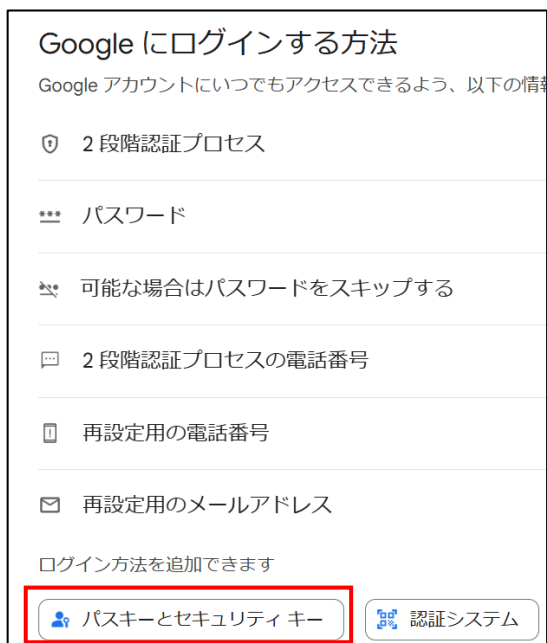 Google にログインする方法
Google アカウントにいつでもアクセスできるよう、以下の情
2 段階認証プロセス
パスワード
可能な場合はパスワードをスキップする
2 段階認証プロセスの電話番号
再設定用の電話番号
再設定用のメールアドレス
ログイン方法を追加できます
パスキーとセキュリティ キー
認証システム